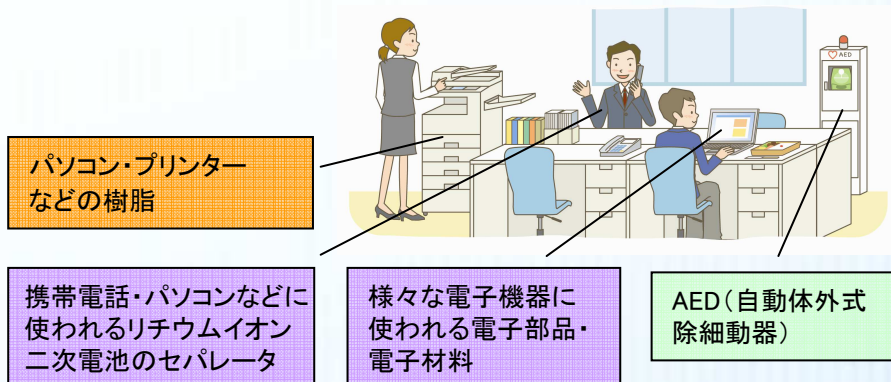 AED
パソコン・プリンター
などの樹脂
携帯電話・パソコンなどに
使われるリチウムイオン
二次電池のセパレータ
様々な電子機器に
使われる電子部品・
電子材料
AED（自動体外式
除細動器）